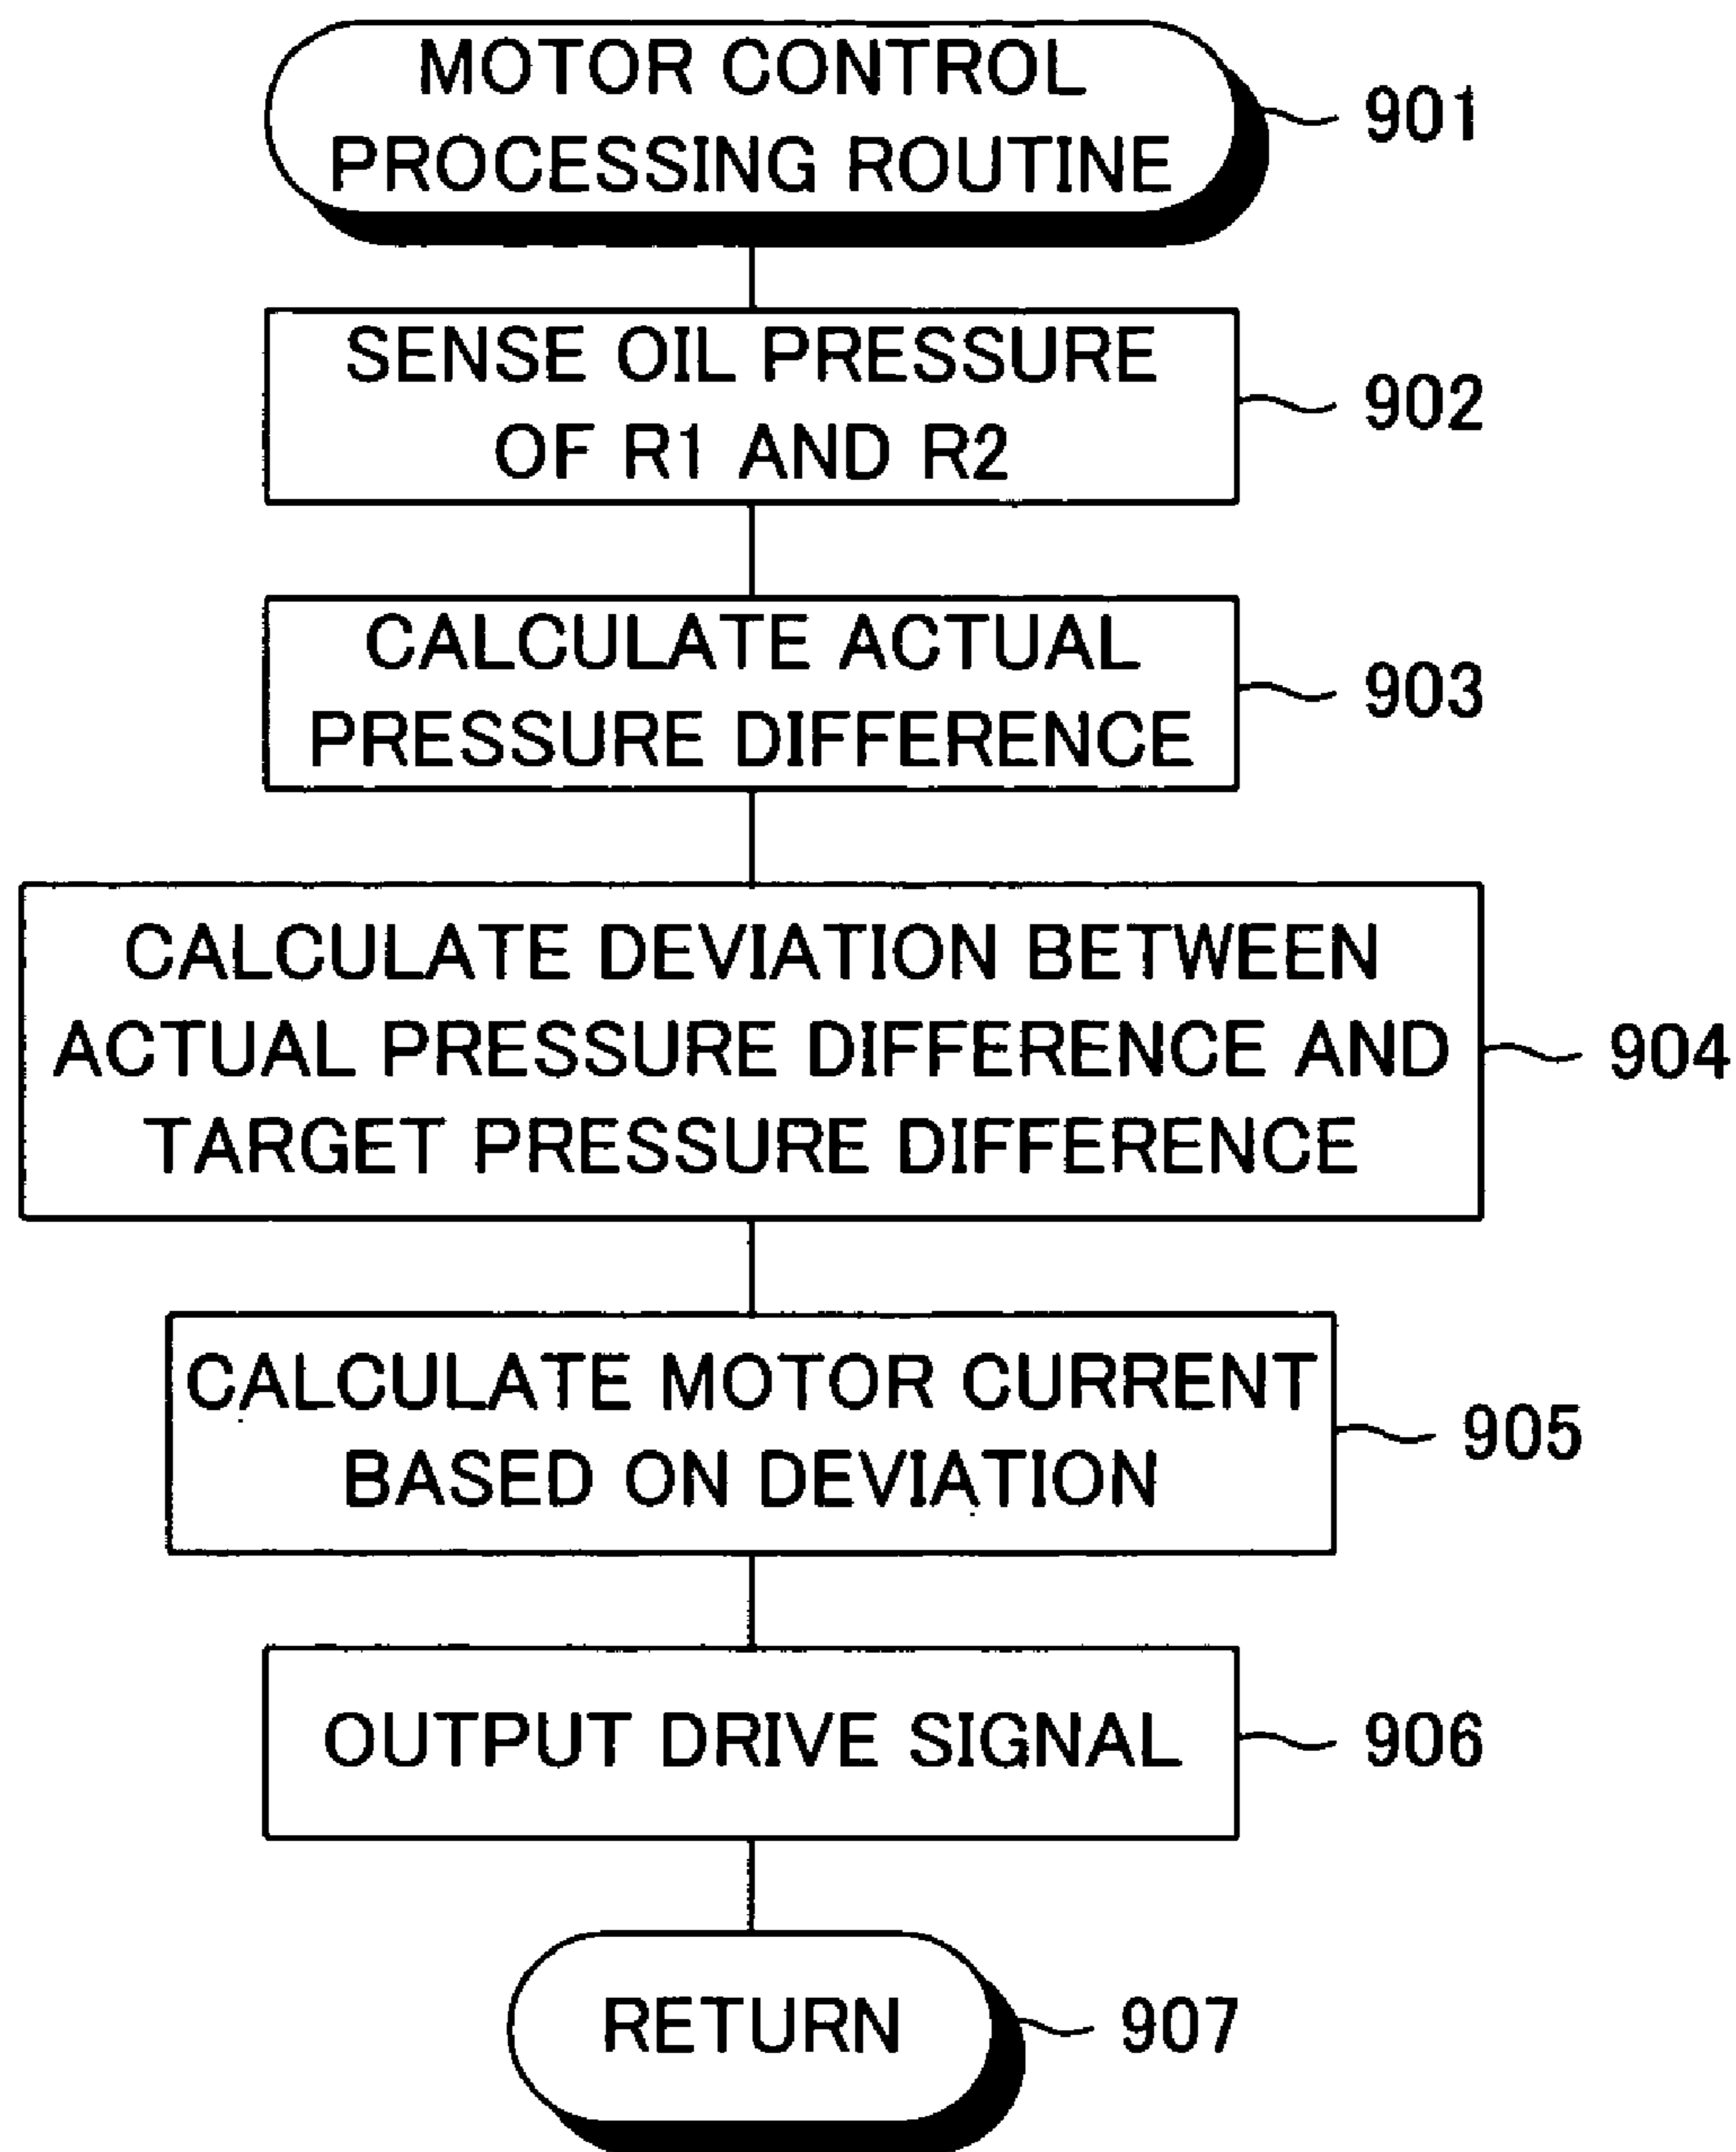 MOTOR CONTROL
PROCESSING ROUTINE
901
SENSE OIL PRESSURE
OF R1 AND R2
902
CALCULATE ACTUAL
PRESSURE DIFFERENCE
903
CALCULATE DEVIATION BETWEEN
ACTUAL PRESSURE DIFFERENCE AND
TARGET PRESSURE DIFFERENCE
904
CALCULATE MOTOR CURRENT
BASED ON DEVIATION
905
OUTPUT DRIVE SIGNAL
906
RETURN
907